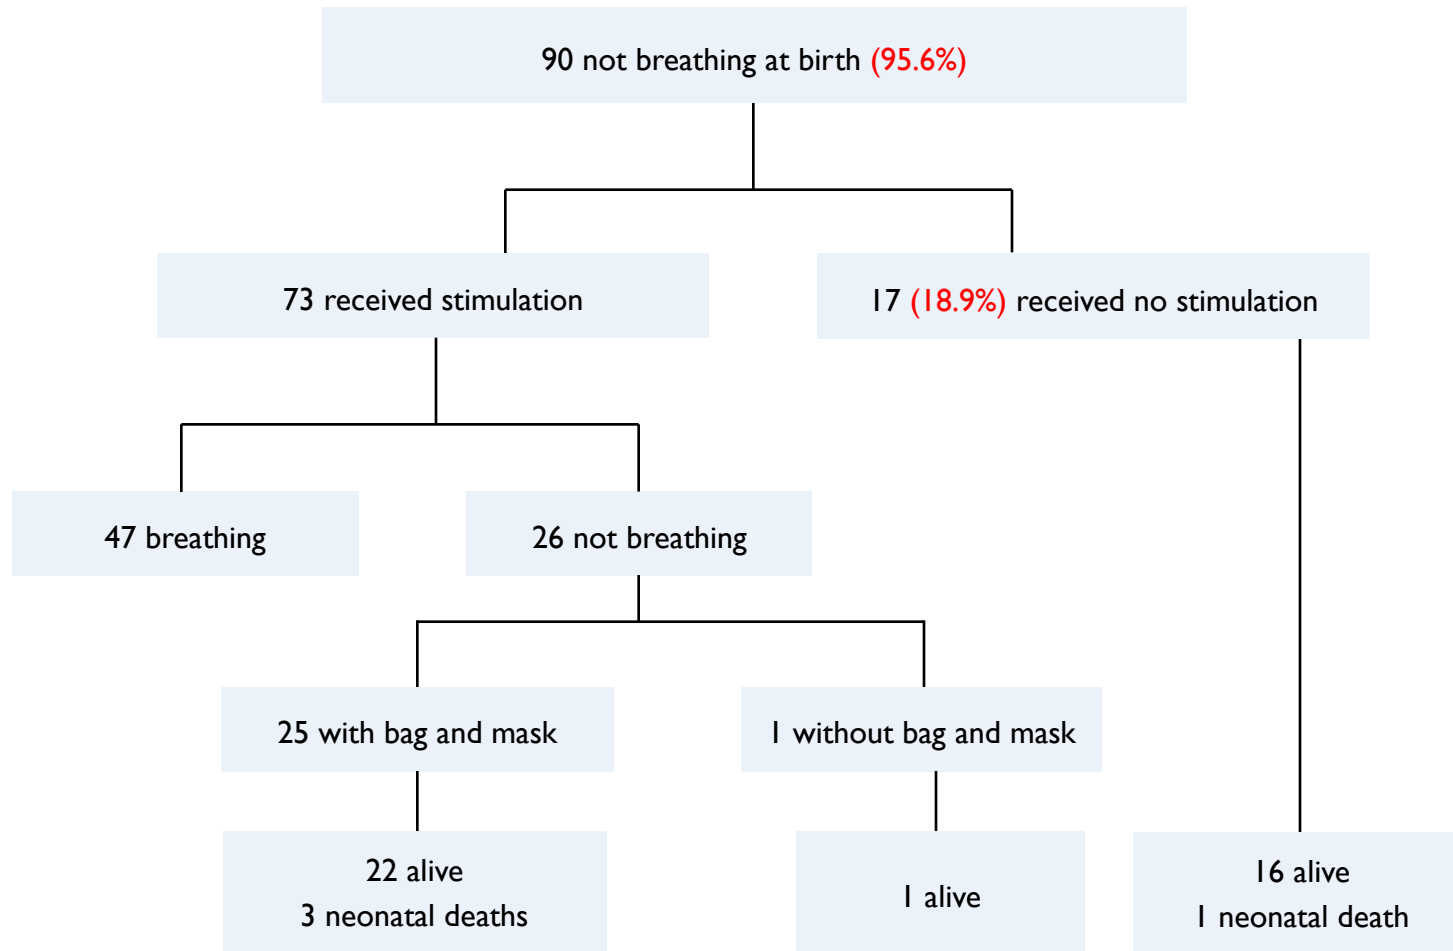 90 not breathing at birth (95.6%)
73 received stimulation
17 (18.9%) received no stimulation
47 breathing
26 not breathing
25 with bag and mask
1 without bag and mask
22 alive
3 neonatal deaths
1 alive
16 alive
1 neonatal death